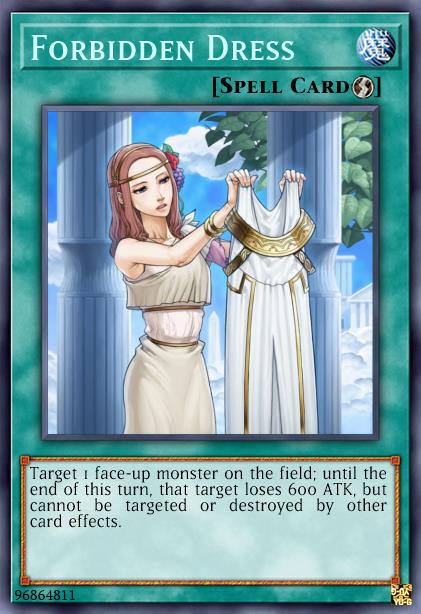 Forbidden Dress
魔
[Spell Card]
Target 1 face-up monster on the field; until the
end of this turn, that target loses 600 ATK, but
cannot be targeted or destroyed by other
card effects.
96864811